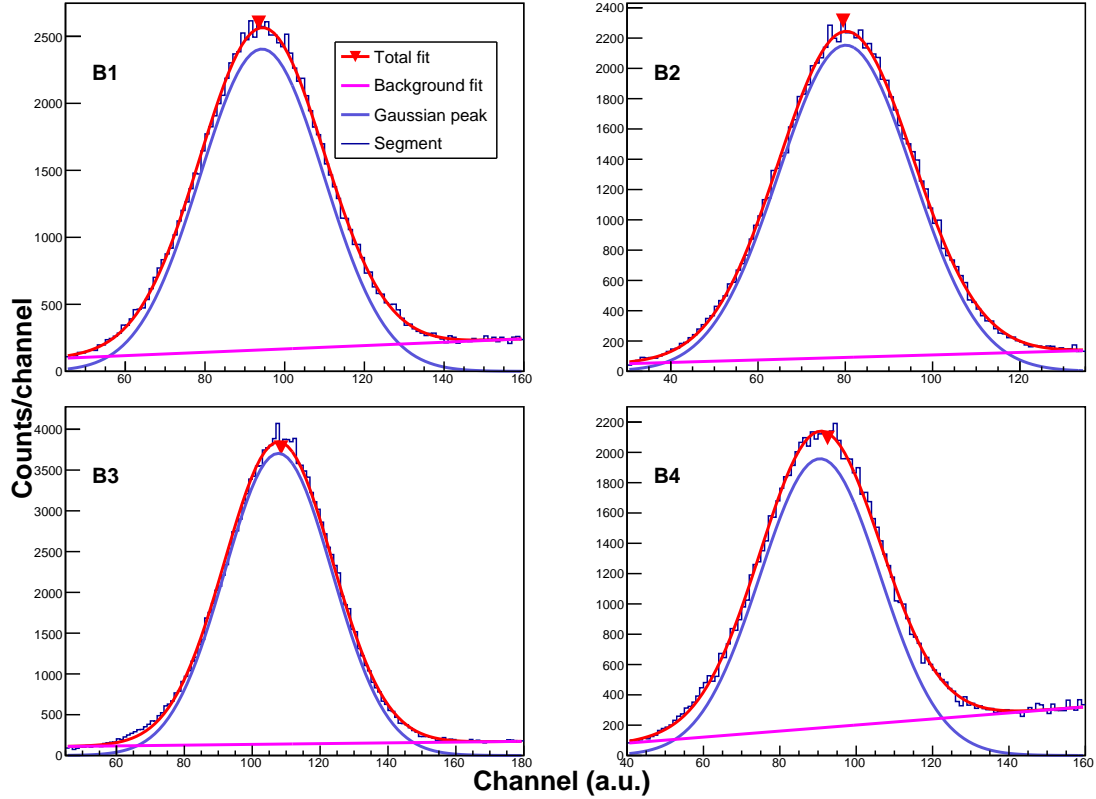 Counts/channel
B1
Total fit
Background fit
Gaussian peak
Segment
2500
2000
1500
1000
500
0
60 80 100 120 140 160
B2
2400
2200
2000
1800
1600
1400
1200
1000
800
600
400
200
0
40 60 80 100 120
B3
4000
3500
3000
2500
2000
1500
1000
500
0
60 80 100 120 140 160 180
B4
2200
2000
1800
1600
1400
1200
1000
800
600
400
200
0
40 60 80 100 120 140 160
Channel (a.u.)